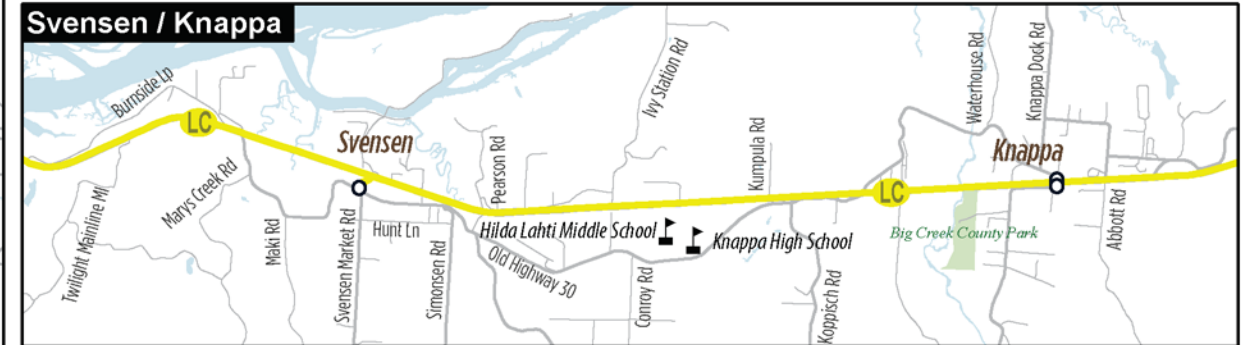 Svensen / Knappa
Burnside Lp
LC
Svensen
Pearson Rd
Ivy Station Rd
Kumpula Rd
Waterhouse Rd
Knappa Dock Rd
Knappa
LC
Twilight Mainline Ml
Marys Creek Rd
Maki Rd
Svensen Market Rd
Hunt Ln
Simonsen Rd
Hilda Lahti Middle School
Knappa High School
Old Highway 30
Conroy Rd
Koppisch Rd
Big Creek County Park
Abbott Rd